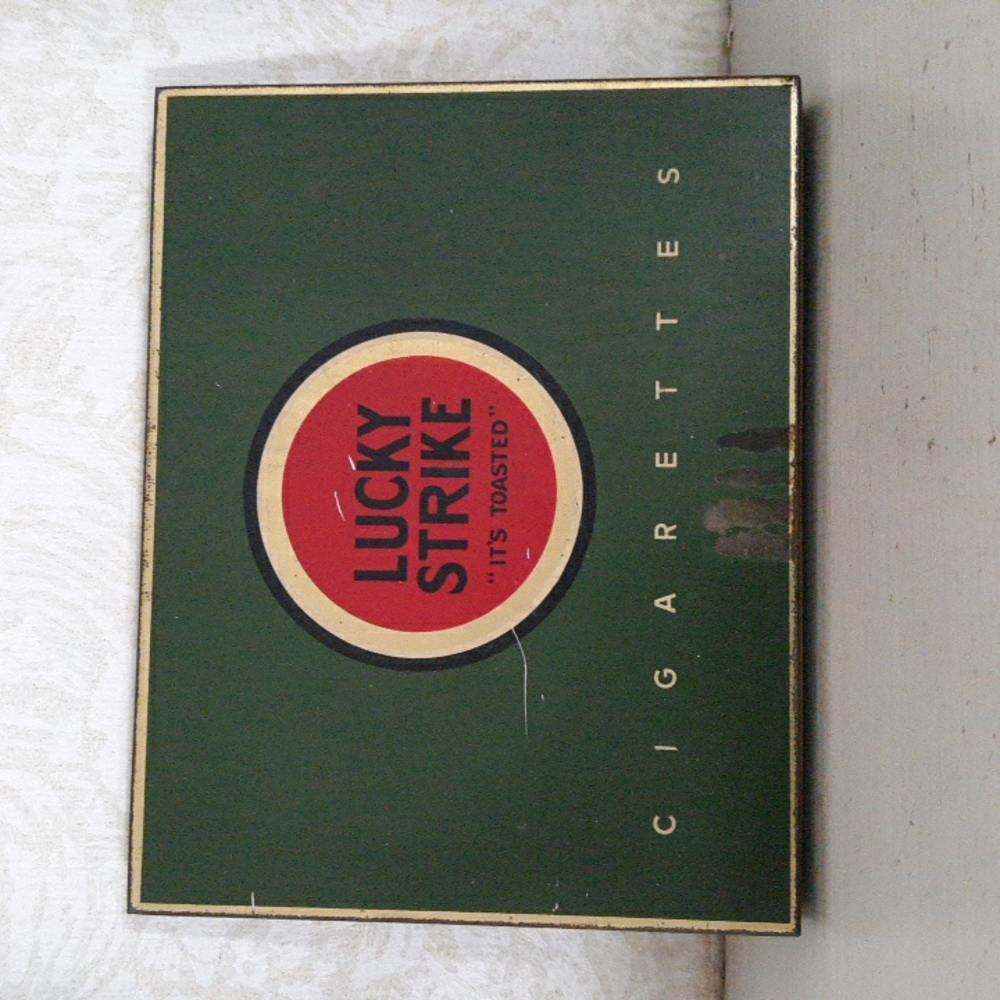 LUCKY
STRIKE
"IT'S TOASTED"
CIGARETTES